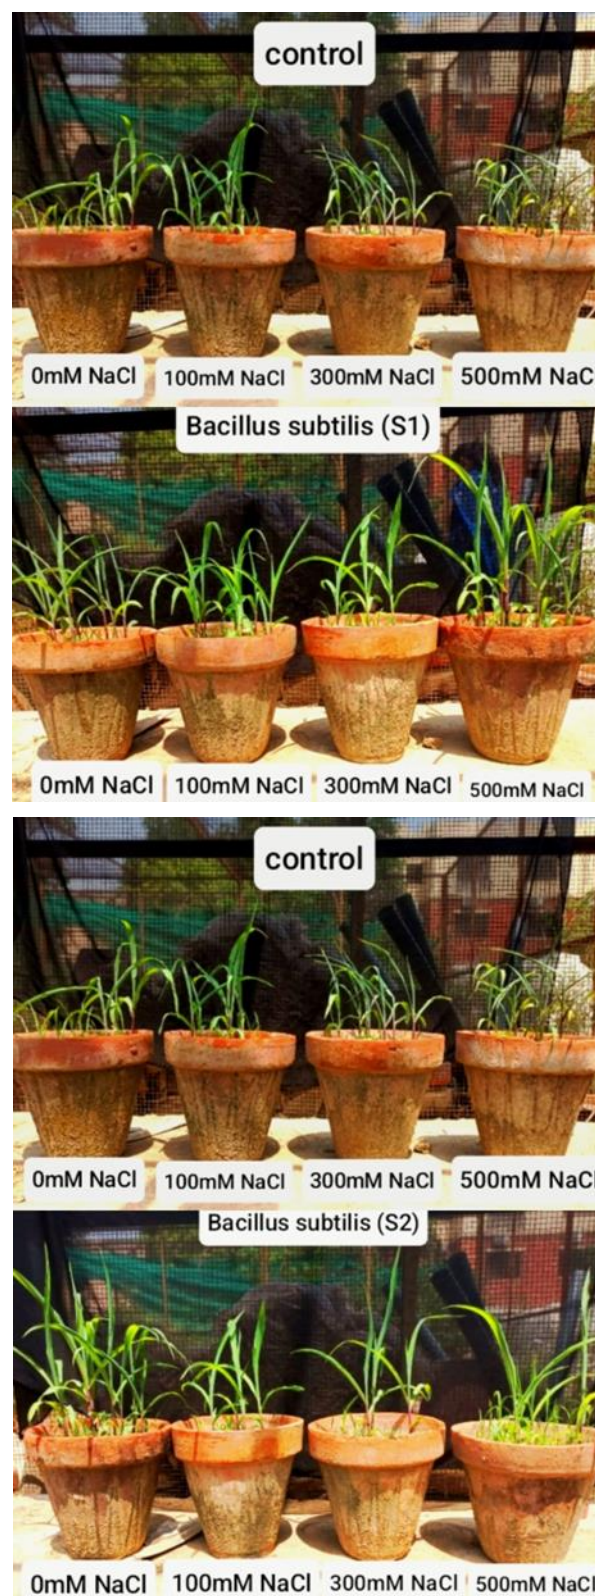 control
0mM NaCl 100mM NaCl 300mM NaCl 500mM NaC
Bacillus subtilis (S1)
0mM NaCl 100mM NaCl 300mM NaCl 500mM NaCl
control
0mM NaCl 100mM NaCl 300mM NaCl 500mM NaCl
Bacillus subtilis (S2)
0mM NaCl 100mM NaCl 300mM NaCl 500mM NaCl